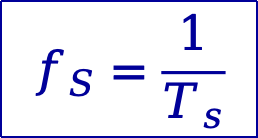 f_S = 1/T_s